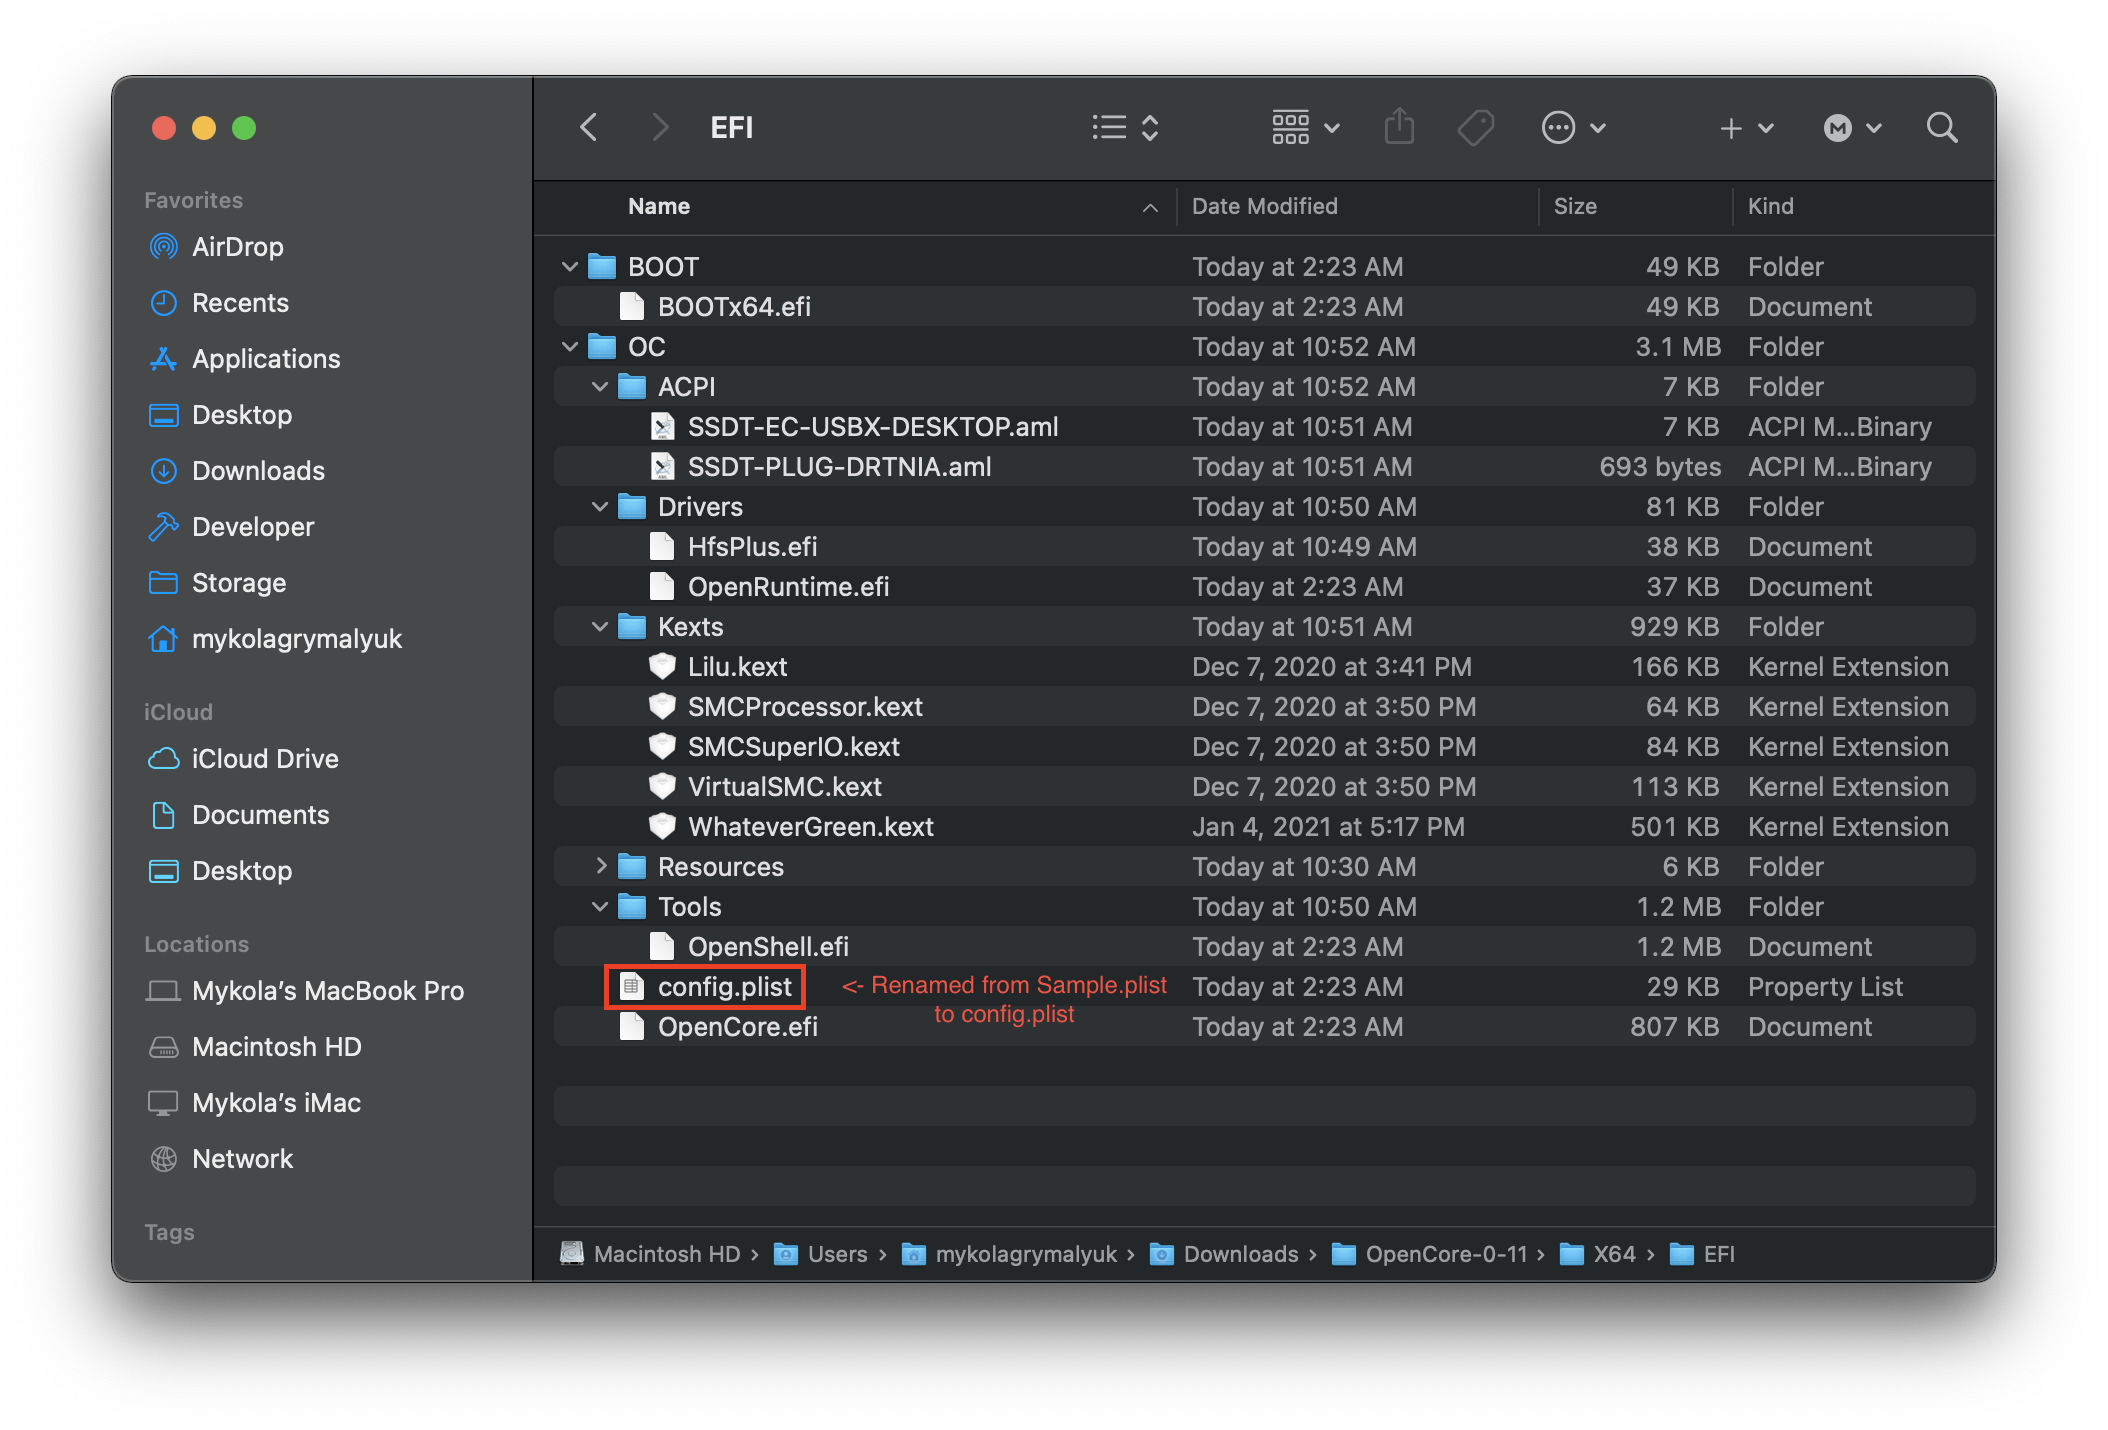 EFI
Favorites
AirDrop
Recents
Applications
Desktop
Downloads
Developer
Storage
mykolagrymalyuk
iCloud
iCloud Drive
Documents
Desktop
Locations
Mykola’s MacBook Pro
Macintosh HD
Mykola’s iMac
Network
Tags
Name Date Modified Size Kind
BOOT Today at 2:23 AM 49 KB Folder
BOOTx64.efi Today at 2:23 AM 49 KB Document
OC Today at 10:52 AM 3.1 MB Folder
ACPI Today at 10:52 AM 7 KB Folder
SSDT-EC-USBX-DESKTOP.aml Today at 10:51 AM 7 KB ACPI M...Binary
SSDT-PLUG-DRTNIA.aml Today at 10:51 AM 693 bytes ACPI M...Binary
Drivers Today at 10:50 AM 81 KB Folder
HfsPlus.efi Today at 10:49 AM 38 KB Document
OpenRuntime.efi Today at 2:23 AM 37 KB Document
Kexts Today at 10:51 AM 929 KB Folder
Lilu.kext Dec 7, 2020 at 3:41 PM 166 KB Kernel Extension
SMCProcessor.kext Dec 7, 2020 at 3:50 PM 64 KB Kernel Extension
SMCSuperIO.kext Dec 7, 2020 at 3:50 PM 84 KB Kernel Extension
VirtualSMC.kext Dec 7, 2020 at 3:50 PM 113 KB Kernel Extension
WhateverGreen.kext Jan 4, 2021 at 5:17 PM 501 KB Kernel Extension
Resources Today at 10:30 AM 6 KB Folder
Tools Today at 10:50 AM 1.2 MB Folder
OpenShell.efi Today at 2:23 AM 1.2 MB Document
config.plist <- Renamed from Sample.plist Today at 2:23 AM 29 KB Property List
to config.plist
OpenCore.efi Today at 2:23 AM 807 KB Document
Macintosh HD › Users › mykolagrymalyuk › Downloads › OpenCore-0-11 › X64 › EFI